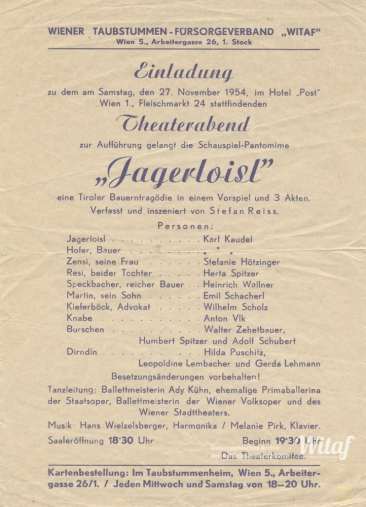 WIENER TAUBSTUMMEN-FÜRSORGEVERBAND „WITAF"
Wien 5., Arbeitergasse 26, 1. Stock
Einladung
zu dem am Samstag, den 27. November 1954, im Hotel „Post"
Wien 1., Fleischmarkt 24 stattfindenden
Theaterabend
zur Aufführung gelangt die Schauspiel-Pantomime
„Jagerloisl"
eine Tiroler Bauerntragödie in einem Vorspiel und 3 Akten.
Verfasst und inszeniert von Stefan Reiss.
Personen:
Jagerloisl . . . . . . . . . Karl Kaudel
Hofer, Bauer . . . . . . . . * * *
Zensi, seine Frau . . . . . . Stefanie Hötzinger
Resi, beider Tochter . . . . . Herta Spitzer
Speckbacher, reicher Bauer . . . Heinrich Wallner
Martin, sein Sohn . . . . . . Emil Schacherl
Kieferböck, Advokat . . . . . Wilhelm Scholz
Knabe . . . . . . . . . . Anton Vlk
Burschen . . . . . . . . . Walter Zehetbauer,
Humbert Spitzer und Adolf Schubert
Dirndln . . . . . . . . . Hilda Puschitz,
Leopoldine Lembacher und Gerda Lehmann
Besetzungsänderungen vorbehalten!
Tanzleitung: Ballettmeisterin Ady Kühn, ehemalige Primaballerina
der Staatsoper, Ballettmeisterin der Wiener Volksoper und des
Wiener Stadttheaters.
Musik: Hans Wielzelsberger, Harmonika / Melanie Pirk, Klavier.
Saaleröffnung 18'30 Uhr Beginn 19'30 Uhr
Das Theaterkomitee.
Witaf
Kartenbestellung: Im Taubstummenheim, Wien 5., Arbeiter-
gasse 26/1. / Jeden Mittwoch und Samstag von 18–20 Uhr.